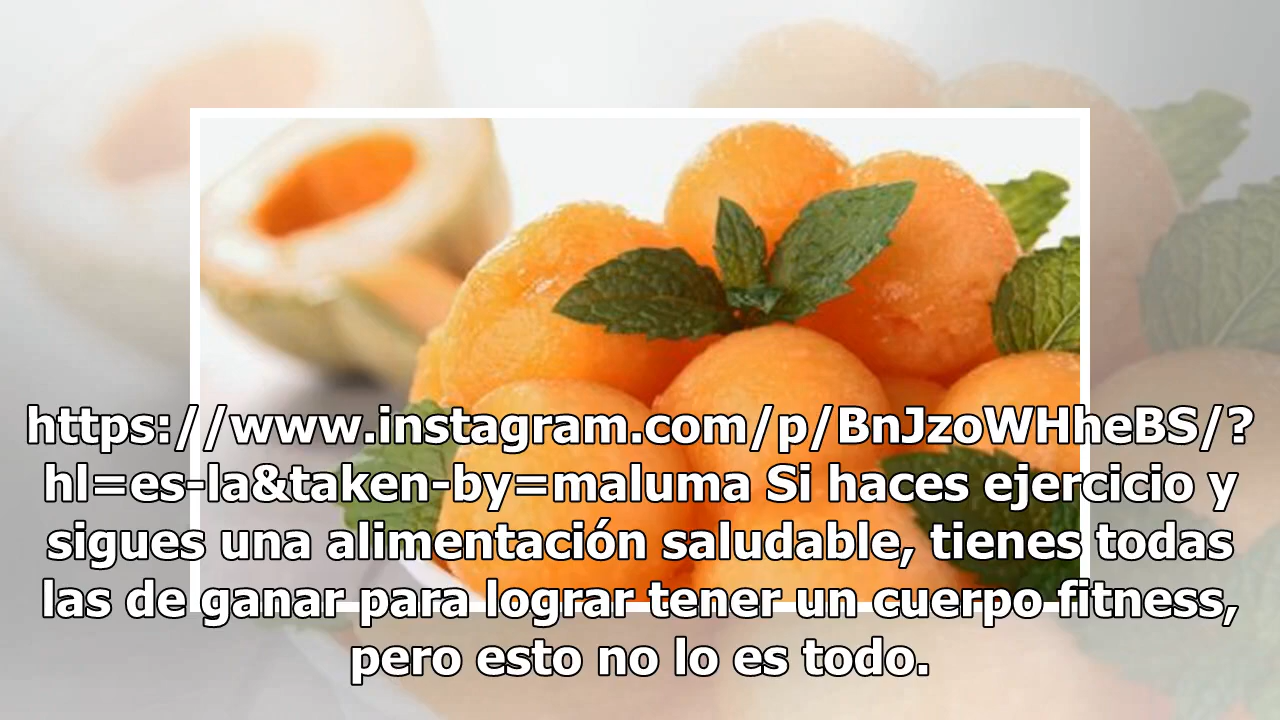 https://www.instagram.com/p/BnJzoWHheBS/?
hl=es-la&taken-by=maluma Si haces ejercicio y
sigues una alimentación saludable, tienes todas
las de ganar para lograr tener un cuerpo fitness,
pero esto no lo es todo.